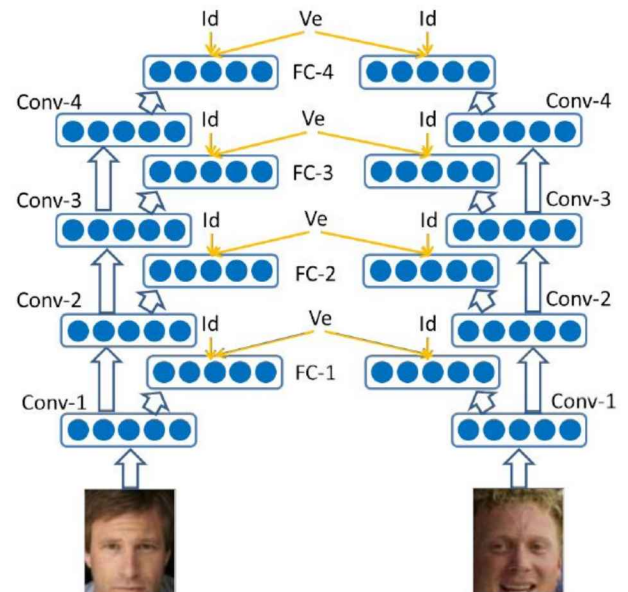 Id Ve Id
FC-4
Conv-4 Conv-4
Id Ve Id
FC-3
Conv-3 Conv-3
Id Ve Id
FC-2
Conv-2 Conv-2
Id Ve Id
FC-1
Conv-1 Conv-1